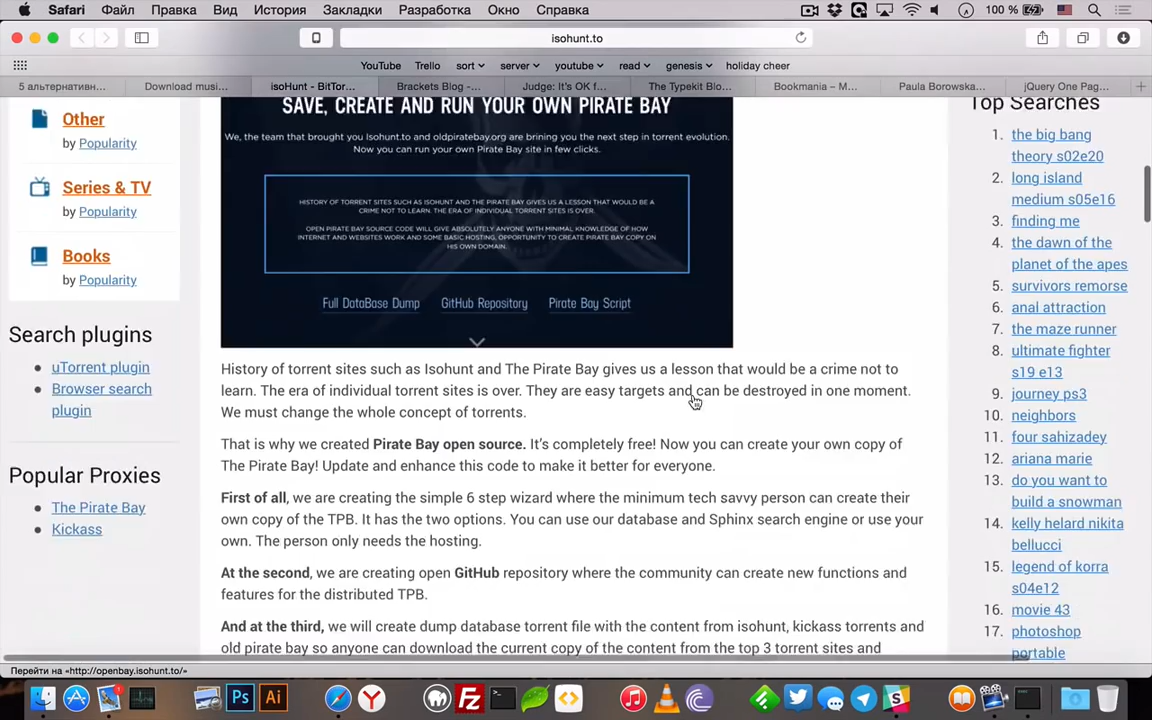 Safari Файл Правка Вид История Закладки Разработка Окно Справка 100 %
isohunt.to
YouTube Trello sort server youtube read genesis holiday cheer
5 альтернативн... Download musi... isoHunt - BitTor... Brackets Blog -... Judge: It's OK f... The Typekit Blo... Bookmania – M... Paula Borowska... jQuery One Pag...
Other
by Popularity
Series & TV
by Popularity
Books
by Popularity
Search plugins
uTorrent plugin
Browser search
plugin
Popular Proxies
The Pirate Bay
Kickass
SAVE, CREATE AND RUN YOUR OWN PIRATE BAY
We, the team that brought you Isohunt.to and oldpiratebay.org are brining you the next step in torrent evolution.
Now you can run your own Pirate Bay site in few clicks.
HISTORY OF TORRENT SITES SUCH AS ISOHUNT AND THE PIRATE BAY GIVES US A LESSON THAT WOULD BE A
CRIME NOT TO LEARN. THE ERA OF INDIVIDUAL TORRENT SITES IS OVER.
OPEN PIRATE BAY SOURCE CODE WILL GIVE ABSOLUTELY ANYONE WITH MINIMAL KNOWLEDGE OF HOW
INTERNET AND WEBSITES WORK AND SOME BASIC HOSTING, OPPORTUNITY TO CREATE PIRATE BAY COPY ON
HIS OWN DOMAIN.
Full DataBase Dump GitHub Repository Pirate Bay Script
History of torrent sites such as Isohunt and The Pirate Bay gives us a lesson that would be a crime not to
learn. The era of individual torrent sites is over. They are easy targets and can be destroyed in one moment.
We must change the whole concept of torrents.
That is why we created Pirate Bay open source. It's completely free! Now you can create your own copy of
The Pirate Bay! Update and enhance this code to make it better for everyone.
First of all, we are creating the simple 6 step wizard where the minimum tech savvy person can create their
own copy of the TPB. It has the two options. You can use our database and Sphinx search engine or use your
own. The person only needs the hosting.
At the second, we are creating open GitHub repository where the community can create new functions and
features for the distributed TPB.
And at the third, we will create dump database torrent file with the content from isohunt, kickass torrents and
old pirate bay so anyone can download the current copy of the content from the top 3 torrent sites and
Top Searches
1. the big bang
theory s02e20
2. long island
medium s05e16
3. finding me
4. the dawn of the
planet of the apes
5. survivors remorse
6. anal attraction
7. the maze runner
8. ultimate fighter
s19 e13
9. journey ps3
10. neighbors
11. four sahizadey
12. ariana marie
13. do you want to
build a snowman
14. kelly helard nikita
bellucci
15. legend of korra
s04e12
16. movie 43
17. photoshop
portable
Перейти на «http://openbay.isohunt.to/»
Ps Ai Fz